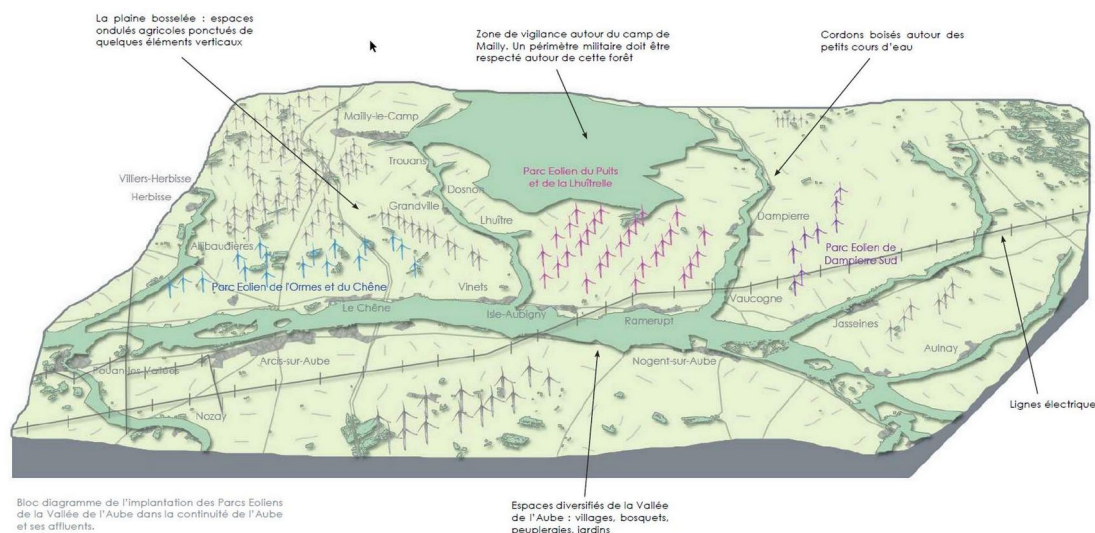 La plaine bosselée : espaces
ondulés agricoles ponctués de
quelques éléments verticaux
Zone de vigilance autour du camp de
Mailly. Un périmètre militaire doit être
respecté autour de cette forêt
Cordons boisés autour des
petits cours d'eau
Mailly-le-Camp
Trouans
Parc Eolien du Puits
et de la Lhuîtrelle
Villiers-Herbisse
Herbisse
Dosnon
Grandville
Lhuître
Dampierre
Allibaudières
Parc Eolien de
Dampierre Sud
Parc Eolien de l'Ormes et du Chêne
Vinets
Le Chêne
Isle-Aubigny
Vaucogne
Ramerupt
Jasseines
Aulnay
Arcis-sur-Aube
Nogent-sur-Aube
Pouan-les-Vallées
Nozay
Lignes électrique
Bloc diagramme de l'implantation des Parcs Eoliens
de la Vallée de l'Aube dans la continuité de l'Aube
et ses affluents.
Espaces diversifiés de la Vallée
de l'Aube : villages, bosquets,
peupleraies, jardins